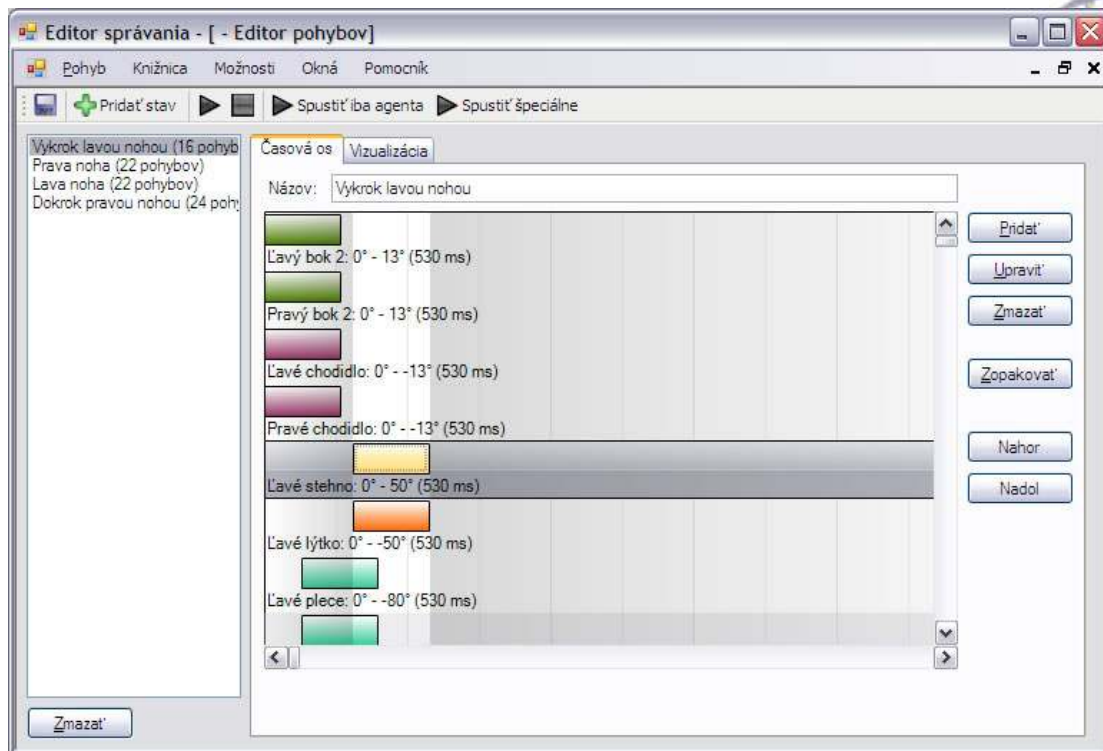 Editor správania - [ - Editor pohybov]
Pohyb Knižnica Možnosti Okná Pomocník
Pridať stav Spustiť iba agenta Spustiť špeciálne
Vykrok lavou nohou (16 pohyb
Prava noha (22 pohybov)
Lava noha (22 pohybov)
Dokrok pravou nohou (24 pohy
Zmazať
Časová os Vizualizácia
Názov: Vykrok lavou nohou
Ľavý bok 2: 0° - 13° (530 ms)
Pravý bok 2: 0° - 13° (530 ms)
Ľavé chodidlo: 0° - -13° (530 ms)
Pravé chodidlo: 0° - -13° (530 ms)
Ľavé stehno: 0° - 50° (530 ms)
Ľavé lýtko: 0° - -50° (530 ms)
Ľavé plece: 0° - -80° (530 ms)
Pridať
Upraviť
Zmazať
Zopakovať
Nahor
Nadol